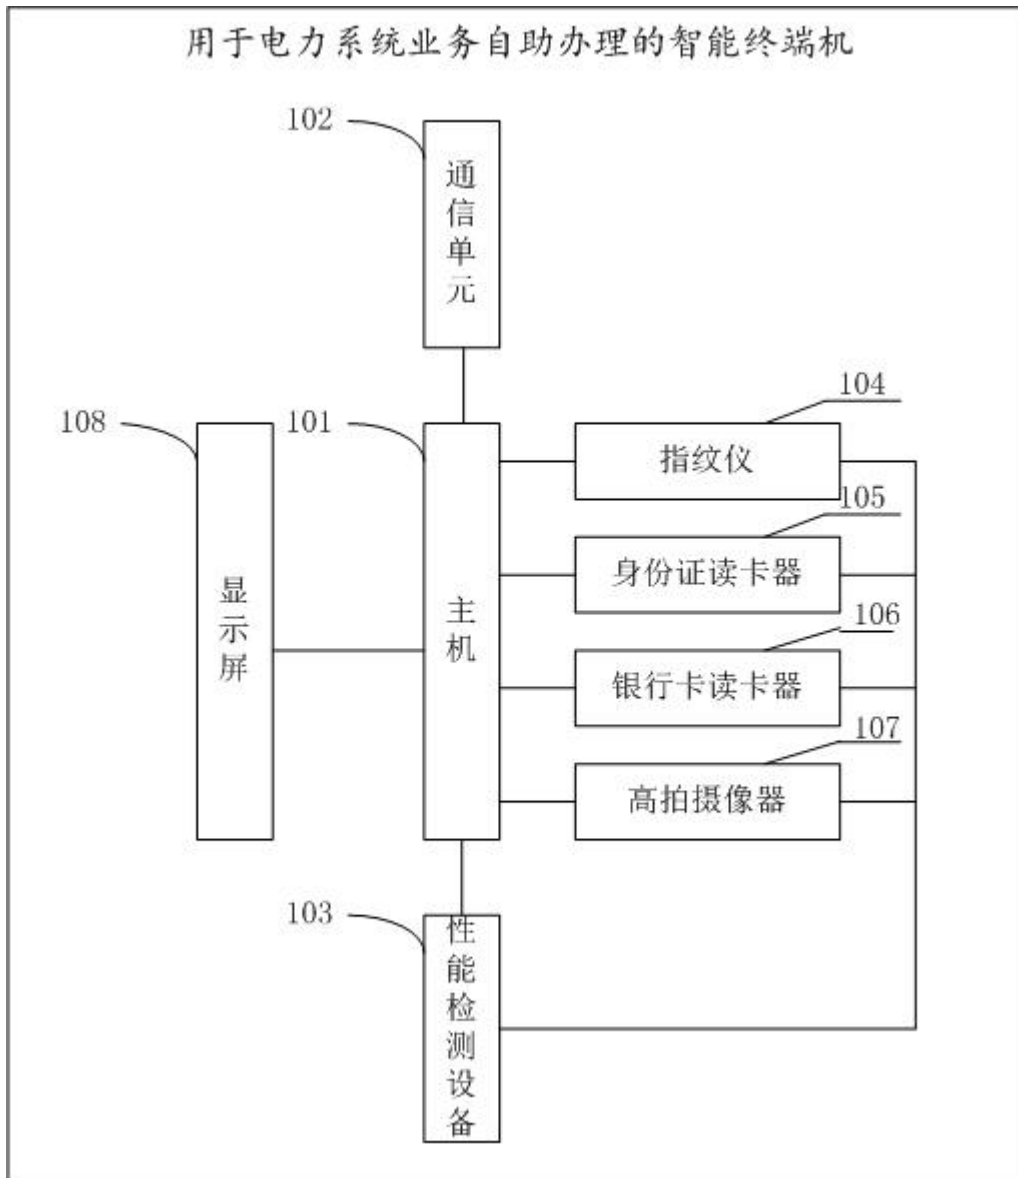 用于电力系统业务自助办理的智能终端机
102
通信单元
104
108
101
指纹仪
105
身份证读卡器
显示屏
主机
106
银行卡读卡器
107
高拍摄像器
103
性能检测设备